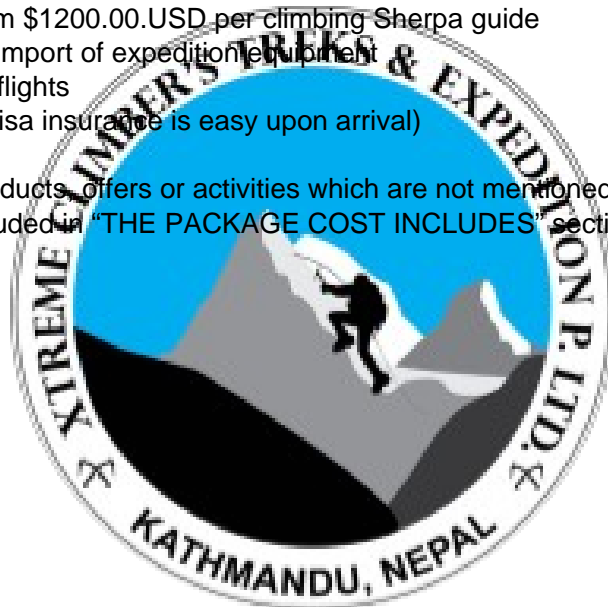 m $1200.00.USD per climbing Sherpa guide
import of expedition equipment
flights
isa insurance is easy upon arrival)
ducts, offers or activities which are not mentioned
uded in “THE PACKAGE COST INCLUDES” secti
XTREME CLIMBER'S TREKS & EXPEDITION P. LTD.
KATHMANDU, NEPAL